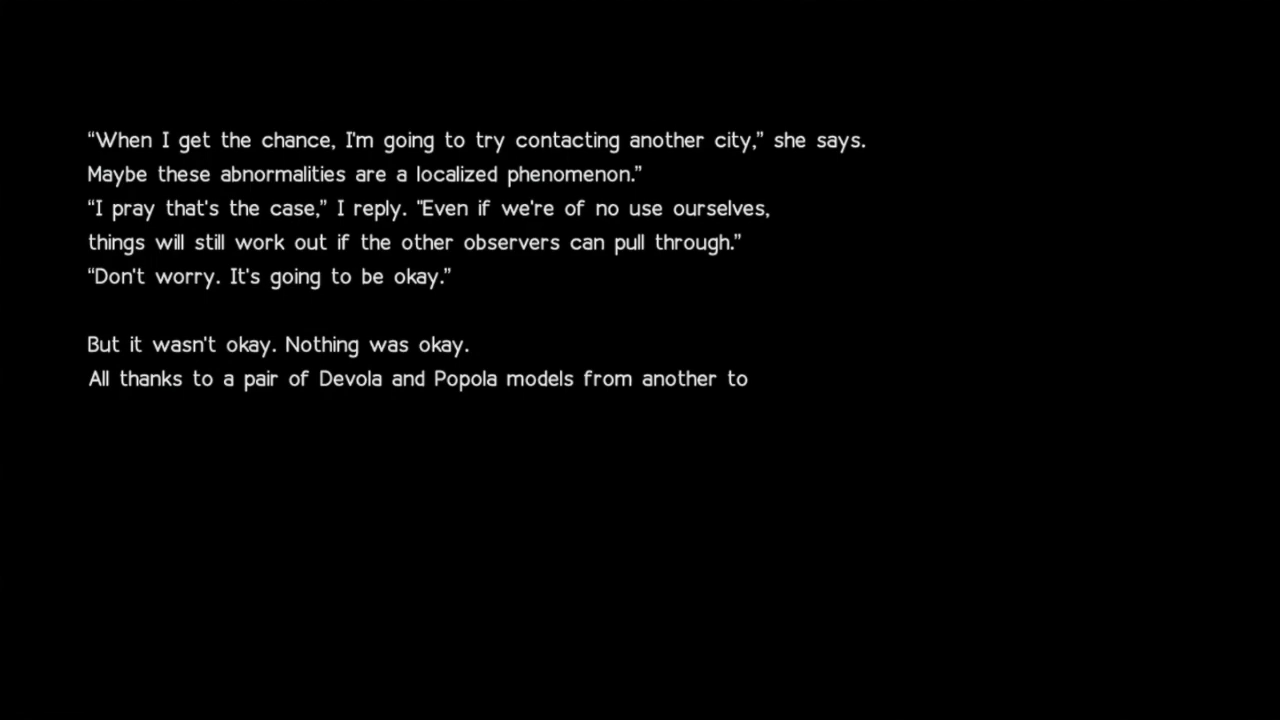 “When I get the chance, I'm going to try contacting another city,” she says.
Maybe these abnormalities are a localized phenomenon.”
“I pray that's the case,” I reply. "Even if we're of no use ourselves,
things will still work out if the other observers can pull through.”
“Don't worry. It's going to be okay.”
But it wasn't okay. Nothing was okay.
All thanks to a pair of Devola and Popola models from another to